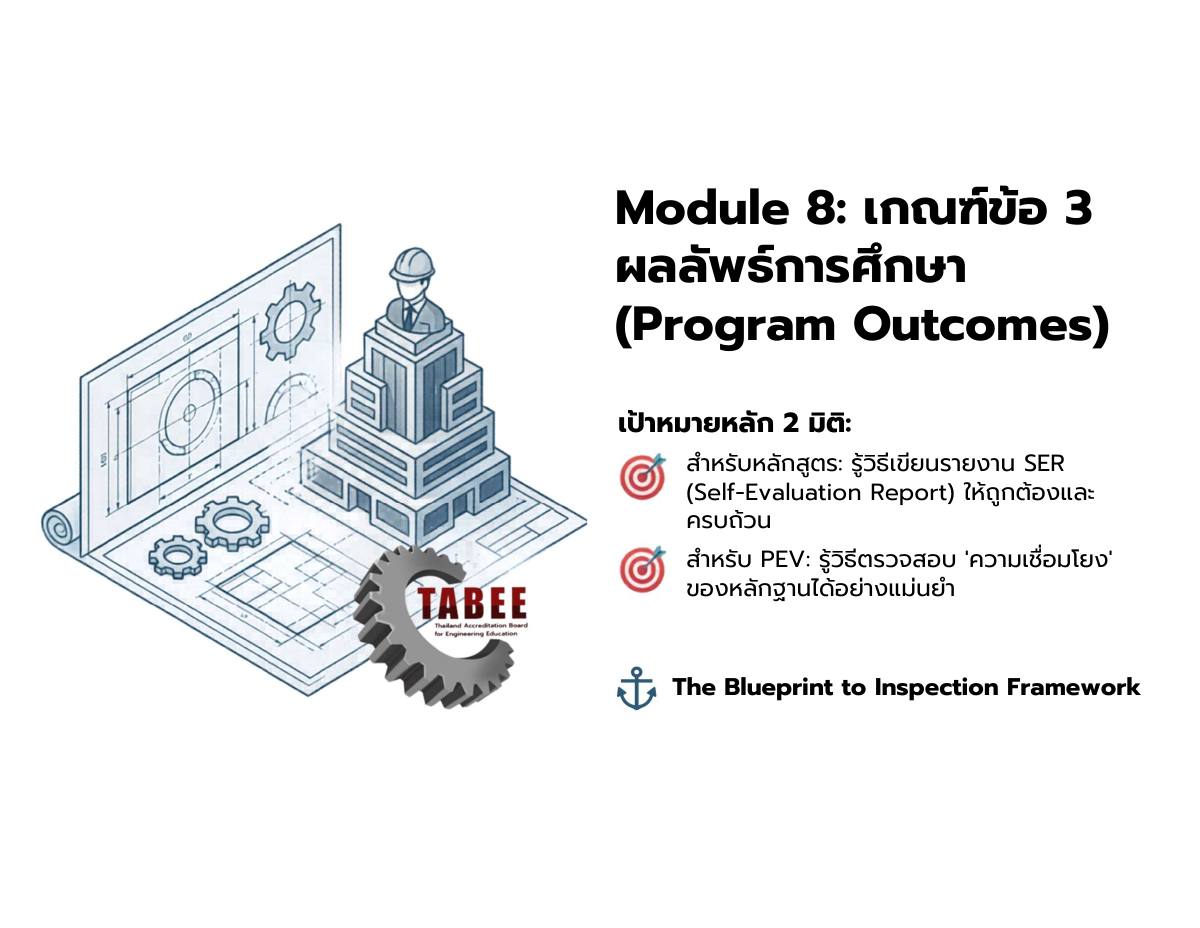 Module 8: เกณฑ์ข้อ 3
ผลลัพธ์การศึกษา
(Program Outcomes)
เป้าหมายหลัก 2 มิติ:
สำหรับหลักสูตร: รู้วิธีเขียนรายงาน SER
(Self-Evaluation Report) ให้ถูกต้องและ
ครบถ้วน
สำหรับ PEV: รู้วิธีตรวจสอบ 'ความเชื่อมโยง'
ของหลักฐานได้อย่างแม่นยำ
The Blueprint to Inspection Framework
TABEE
Thailand Accreditation Board
for Engineering Education